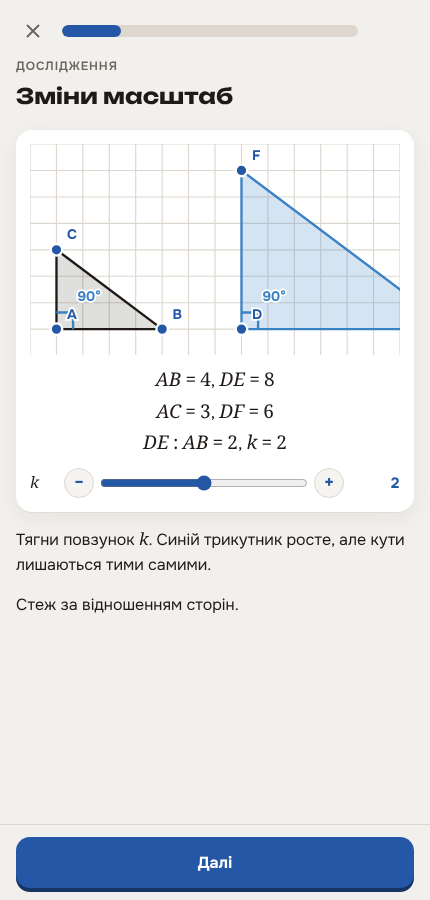 ДОСЛІДЖЕННЯ
Зміни масштаб
F
C
90°
90°
A
B
D
AB = 4, DE = 8
AC = 3, DF = 6
DE : AB = 2, k = 2
k − + 2
Тягни повзунок k. Синій трикутник росте, але кути
лишаються тими самими.
Стеж за відношенням сторін.
Далі